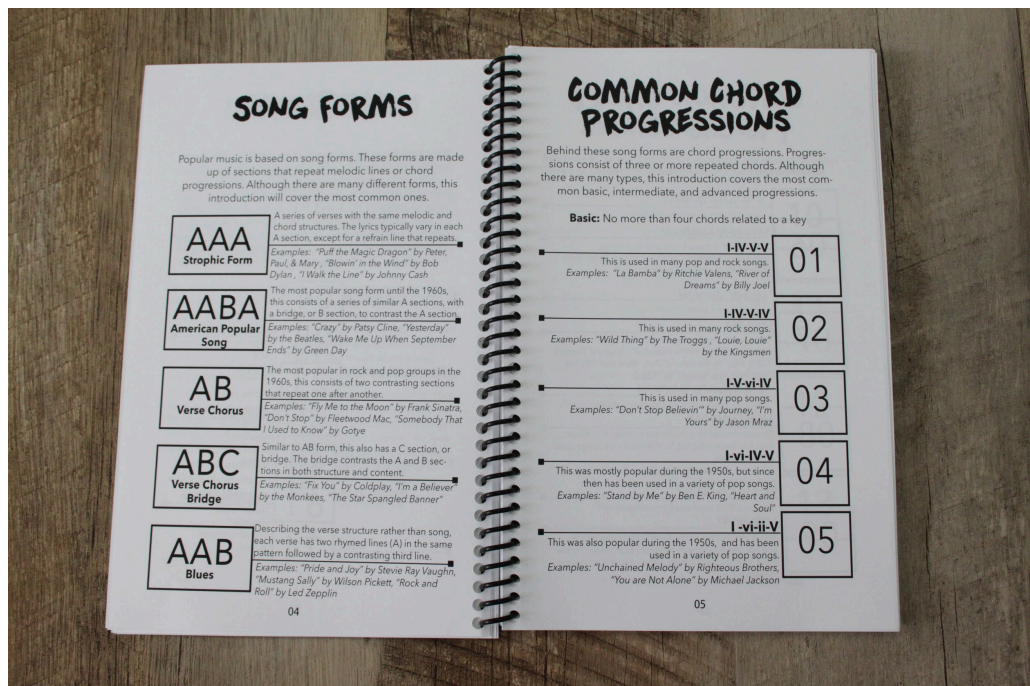 SONG FORMS
Popular music is based on song forms. These forms are made
up of sections that repeat melodic lines or chord
progressions. Although there are many different forms, this
introduction will cover the most common ones.
AAA
Strophic Form
A series of verses with the same melodic and
chord structures. The lyrics typically vary in each
A section, except for a refrain line that repeats.
Examples: "Puff the Magic Dragon" by Peter,
Paul, & Mary , "Blowin' in the Wind" by Bob
Dylan , "I Walk the Line" by Johnny Cash
AABA
American Popular
Song
The most popular song form until the 1960s,
this consists of a series of similar A sections, with
a bridge, or B section, to contrast the A section.
Examples: "Crazy" by Patsy Cline, "Yesterday"
by the Beatles, "Wake Me Up When September
Ends" by Green Day
AB
Verse Chorus
The most popular in rock and pop groups in the
1960s, this consists of two contrasting sections
that repeat one after another.
Examples: "Fly Me to the Moon" by Frank Sinatra,
"Don't Stop" by Fleetwood Mac, "Somebody That
I Used to Know" by Gotye
ABC
Verse Chorus
Bridge
Similar to AB form, this also has a C section, or
bridge. The bridge contrasts the A and B sec-
tions in both structure and content.
Examples: "Fix You" by Coldplay, "I'm a Believer"
by the Monkees, "The Star Spangled Banner"
AAB
Blues
Describing the verse structure rather than song,
each verse has two rhymed lines (A) in the same
pattern followed by a contrasting third line.
Examples: "Pride and Joy" by Stevie Ray Vaughn,
"Mustang Sally" by Wilson Pickett, "Rock and
Roll" by Led Zepplin
04
COMMON CHORD
PROGRESSIONS
Behind these song forms are chord progressions. Progres-
sions consist of three or more repeated chords. Although
there are many types, this introduction covers the most com-
mon basic, intermediate, and advanced progressions.
Basic: No more than four chords related to a key
I-IV-V-V
This is used in many pop and rock songs.
Examples: "La Bamba" by Ritchie Valens, "River of
Dreams" by Billy Joel
01
I-IV-V-IV
This is used in many rock songs.
Examples: "Wild Thing" by The Troggs , "Louie, Louie"
by the Kingsmen
02
I-V-vi-IV
This is used in many pop songs.
Examples: "Don't Stop Believin'" by Journey, "I'm
Yours" by Jason Mraz
03
I-vi-IV-V
This was mostly popular during the 1950s, but since
then has been used in a variety of pop songs.
Examples: "Stand by Me" by Ben E. King, "Heart and
Soul"
04
I -vi-ii-V
This was also popular during the 1950s, and has been
used in a variety of pop songs.
Examples: "Unchained Melody" by Righteous Brothers,
"You are Not Alone" by Michael Jackson
05
05